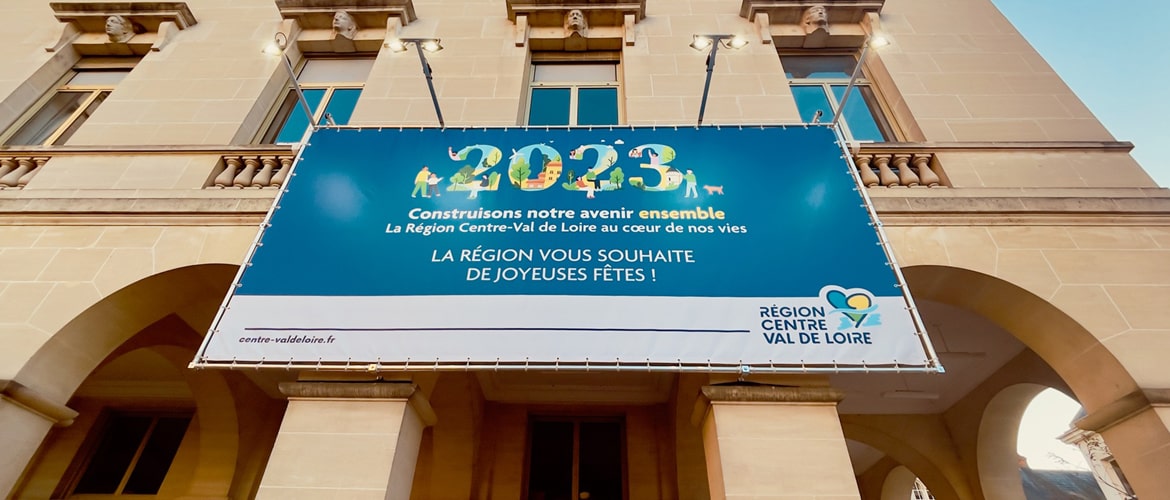 2023
Construisons notre avenir ensemble
La Région Centre-Val de Loire au cœur de nos vies
LA RÉGION VOUS SOUHAITE
DE JOYEUSES FÊTES !
centre-valdeloire.fr
RÉGION
CENTRE
VAL DE LOIRE